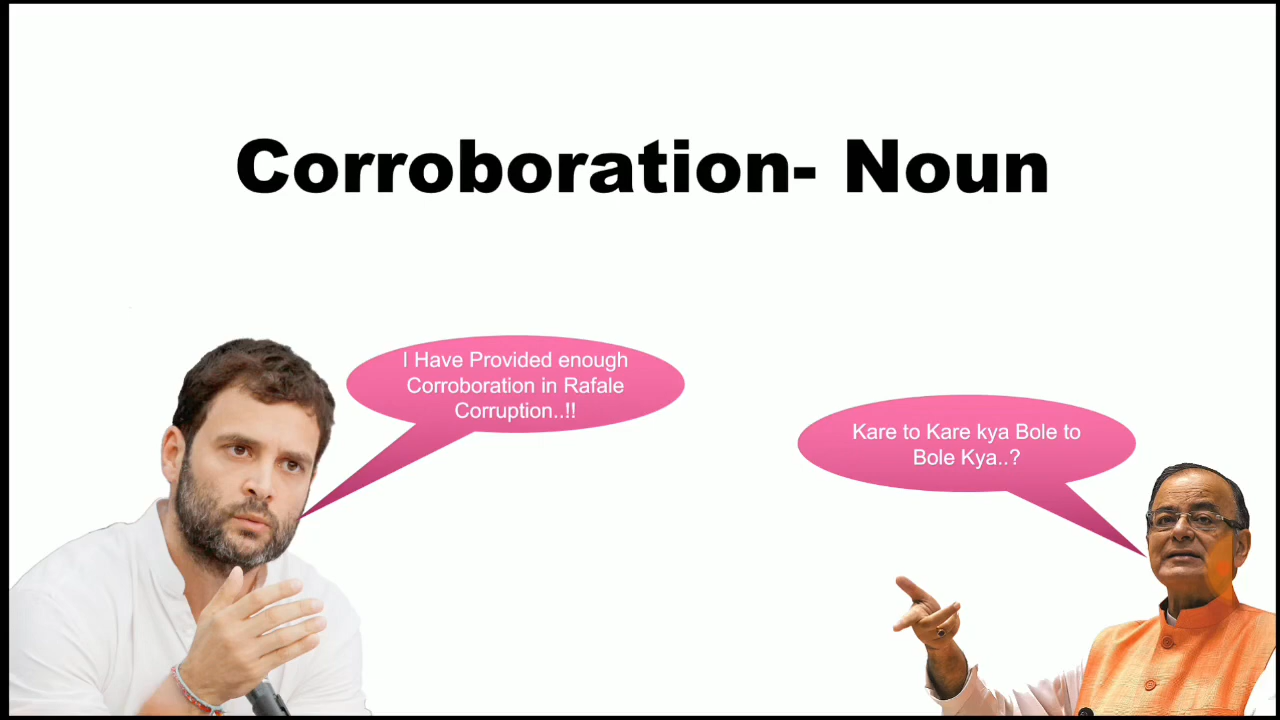 Corroboration- Noun
I Have Provided enough
Corroboration in Rafale
Corruption..!!
Kare to Kare kya Bole to
Bole Kya..?